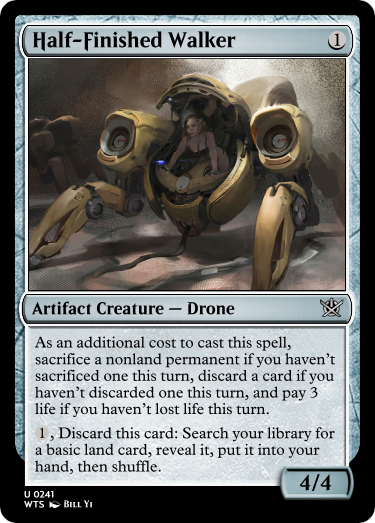 Half-Finished Walker 1
Artifact Creature — Drone
As an additional cost to cast this spell,
sacrifice a nonland permanent if you haven't
sacrificed one this turn, discard a card if you
haven't discarded one this turn, and pay 3
life if you haven't lost life this turn.
1, Discard this card: Search your library for
a basic land card, reveal it, put it into your
hand, then shuffle.
4/4
U 0241
WTS Bill Yi